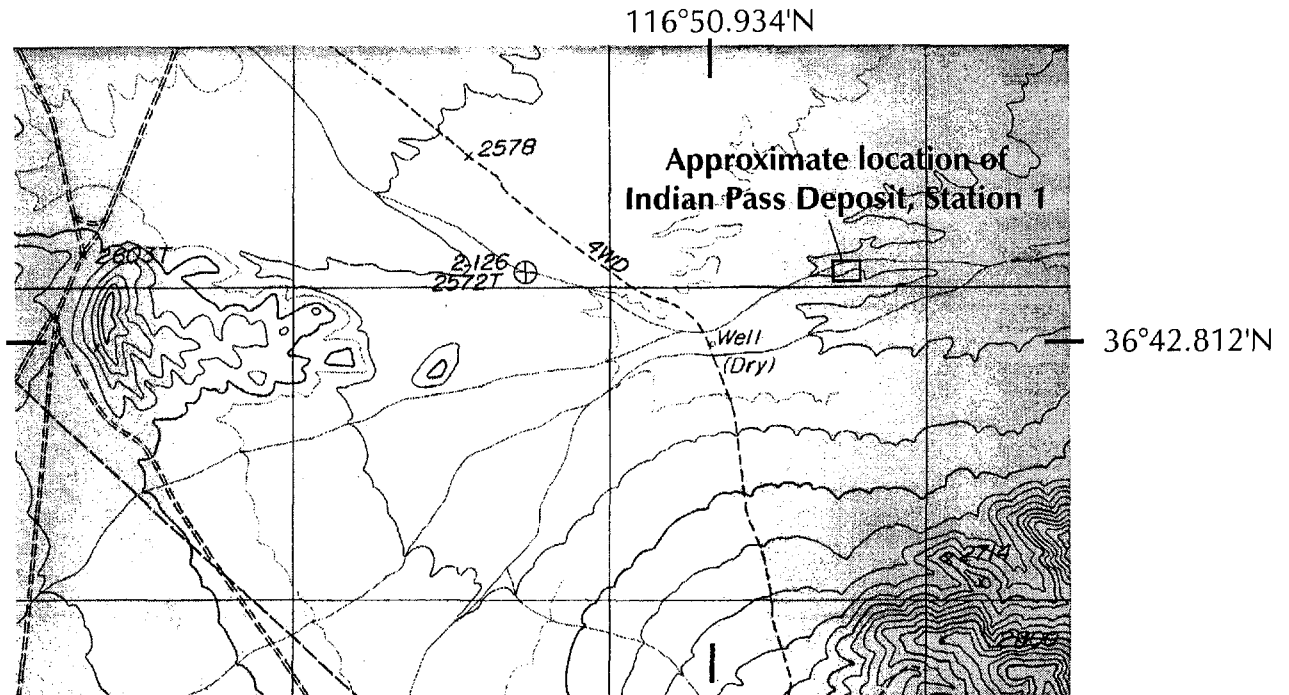 116°50.934'N
2578
Approximate location of
Indian Pass Deposit, Station 1
2603T
4WD
2-126
2572T
Well
(Dry)
36°42.812'N
2714